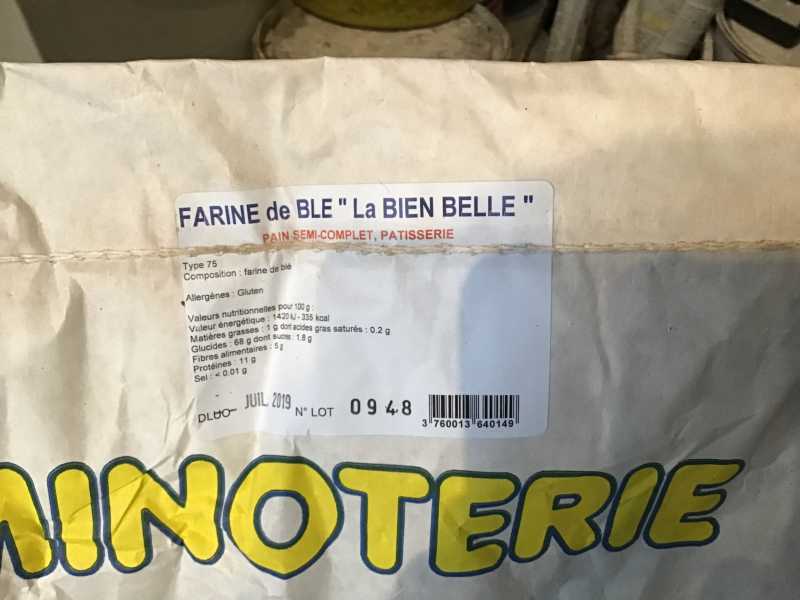 FARINE de BLE " La BIEN BELLE "
PAIN SEMI-COMPLET, PATISSERIE
Type 75
Composition : farine de blé
Allergènes : Gluten
Valeurs nutritionnelles pour 100 g :
Valeur énergétique : 1420 kJ - 335 kcal
Matières grasses : 1 g dont acides gras saturés : 0.2 g
Glucides : 68 g dont sucres : 1.8 g
Fibres alimentaires : 5 g
Protéines : 11 g
Sel : < 0.01 g
DLUO JUIL 2019 N° LOT 0948
3 760013 640149
MINOTERIE